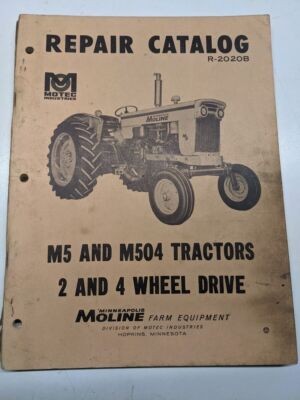 REPAIR CATALOG
R-2020B
MOTEC
INDUSTRIES
MINNEAPOLIS
MOLINE
M5 AND M504 TRACTORS
2 AND 4 WHEEL DRIVE
MINNEAPOLIS
MOLINE FARM EQUIPMENT
DIVISION OF MOTEC INDUSTRIES
HOPKINS, MINNESOTA